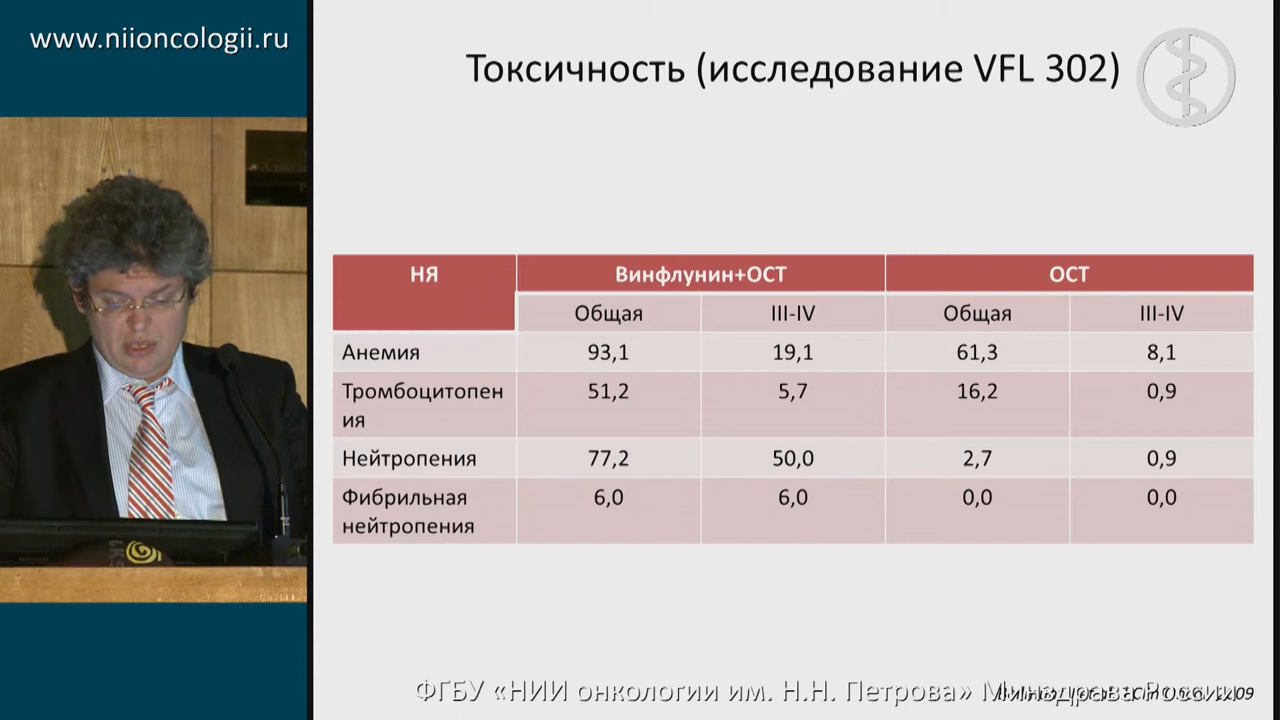 www.niioncologii.ru
Токсичность (исследование VFL 302)
НЯ Винфлунин+ОСТ ОСТ
Общая III-IV Общая III-IV
Анемия 93,1 19,1 61,3 8,1
Тромбоцитопен
ия 51,2 5,7 16,2 0,9
Нейтропения 77,2 50,0 2,7 0,9
Фибрильная
нейтропения 6,0 6,0 0,0 0,0
ФГБУ «НИИ онкологии им. Н.Н. Петрова» Минздрава России